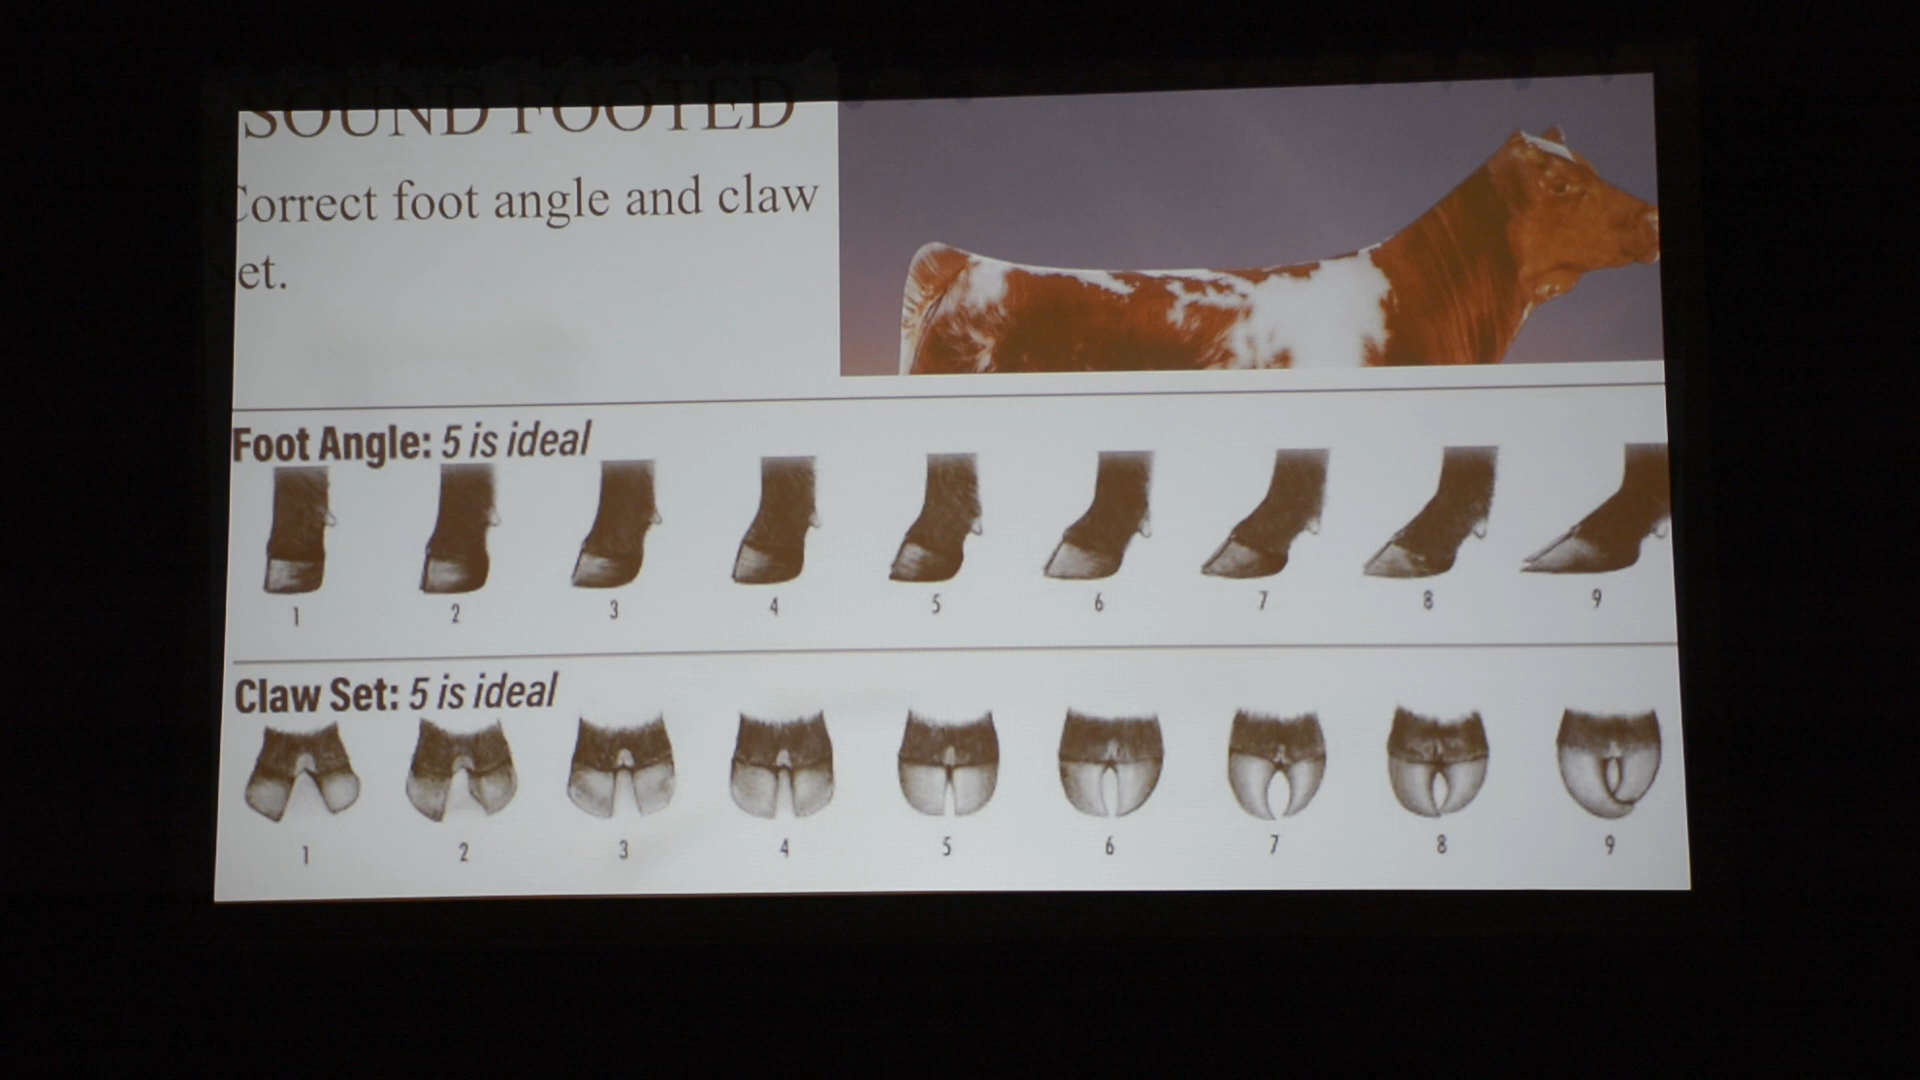 SOUND FOOTED
Correct foot angle and claw
et.
Foot Angle: 5 is ideal
1 2 3 4 5 6 7 8 9
Claw Set: 5 is ideal
1 2 3 4 5 6 7 8 9